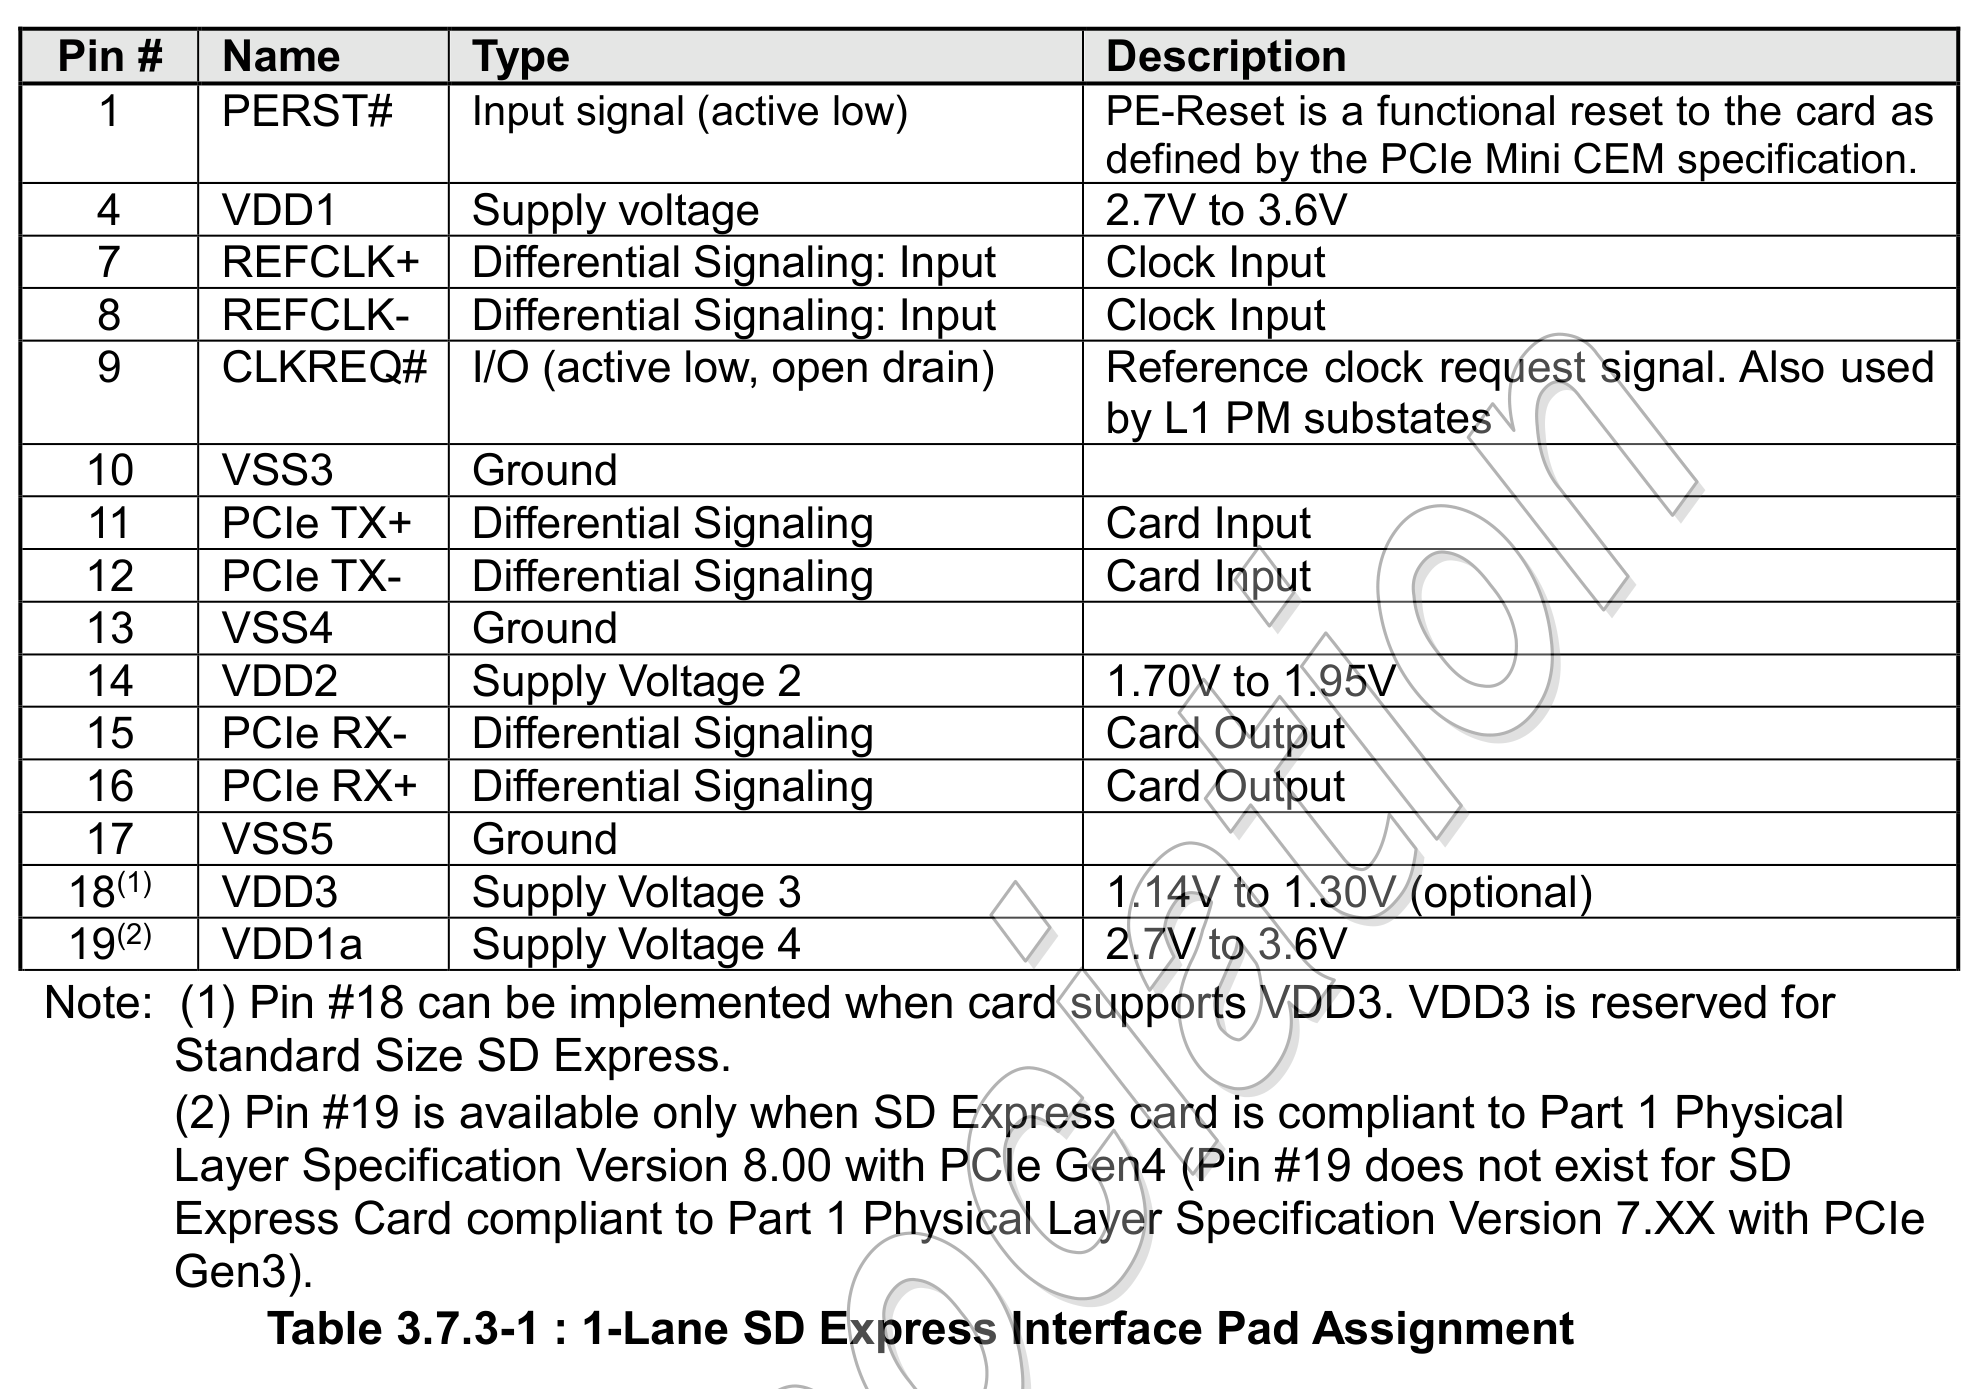 Pin # Name Type Description
1 PERST# Input signal (active low) PE-Reset is a functional reset to the card as
defined by the PCIe Mini CEM specification.
4 VDD1 Supply voltage 2.7V to 3.6V
7 REFCLK+ Differential Signaling: Input Clock Input
8 REFCLK- Differential Signaling: Input Clock Input
9 CLKREQ# I/O (active low, open drain) Reference clock request signal. Also used
by L1 PM substates
10 VSS3 Ground
11 PCIe TX+ Differential Signaling Card Input
12 PCIe TX- Differential Signaling Card Input
13 VSS4 Ground
14 VDD2 Supply Voltage 2 1.70V to 1.95V
15 PCIe RX- Differential Signaling Card Output
16 PCIe RX+ Differential Signaling Card Output
17 VSS5 Ground
18(1) VDD3 Supply Voltage 3 1.14V to 1.30V (optional)
19(2) VDD1a Supply Voltage 4 2.7V to 3.6V
Note: (1) Pin #18 can be implemented when card supports VDD3. VDD3 is reserved for
Standard Size SD Express.
(2) Pin #19 is available only when SD Express card is compliant to Part 1 Physical
Layer Specification Version 8.00 with PCIe Gen4 (Pin #19 does not exist for SD
Express Card compliant to Part 1 Physical Layer Specification Version 7.XX with PCIe
Gen3).
Table 3.7.3-1 : 1-Lane SD Express Interface Pad Assignment
ociation